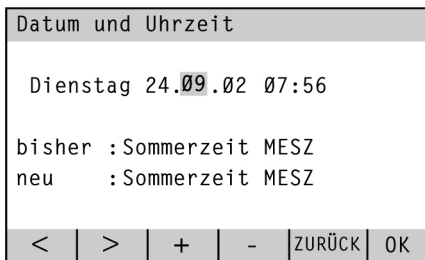 Datum und Uhrzeit
Dienstag 24.09.02 07:56
bisher :Sommerzeit MESZ
neu :Sommerzeit MESZ
< > + - ZURÜCK OK